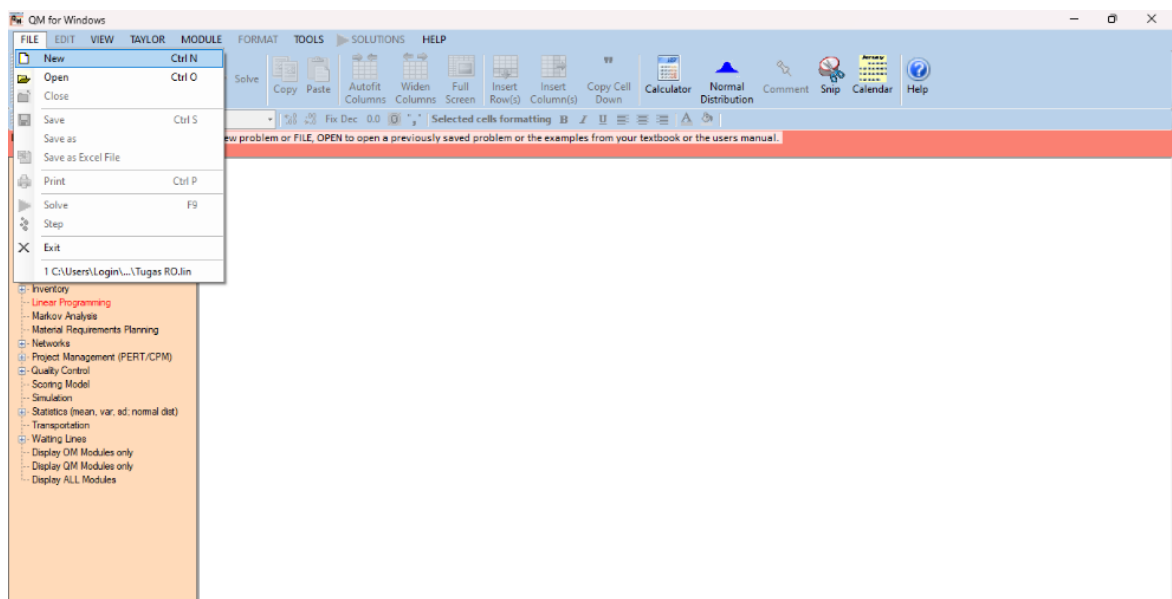 QM for Windows
FILE EDIT VIEW TAYLOR MODULE FORMAT TOOLS SOLUTIONS HELP
New Ctrl N
Open Ctrl O
Close
Save Ctrl S
Save as
Save as Excel File
Print Ctrl P
Solve F9
Step
Exit
1 C:\Users\Login\...\Tugas RO.lin
Solve
Copy Paste
Autofit Columns
Widen Columns
Full Screen
Insert Row(s)
Insert Column(s)
Copy Cell Down
Calculator
Normal Distribution
Comment Snip Calendar Help
Fix Dec 0.0 Selected cells formatting B I U A
ew problem or FILE, OPEN to open a previously saved problem or the examples from your textbook or the users manual.
Inventory
Linear Programming
Markov Analysis
Material Requirements Planning
Networks
Project Management (PERT/CPM)
Quality Control
Scoring Model
Simulation
Statistics (mean, var, sd; normal dist)
Transportation
Waiting Lines
Display OM Modules only
Display QM Modules only
Display ALL Modules